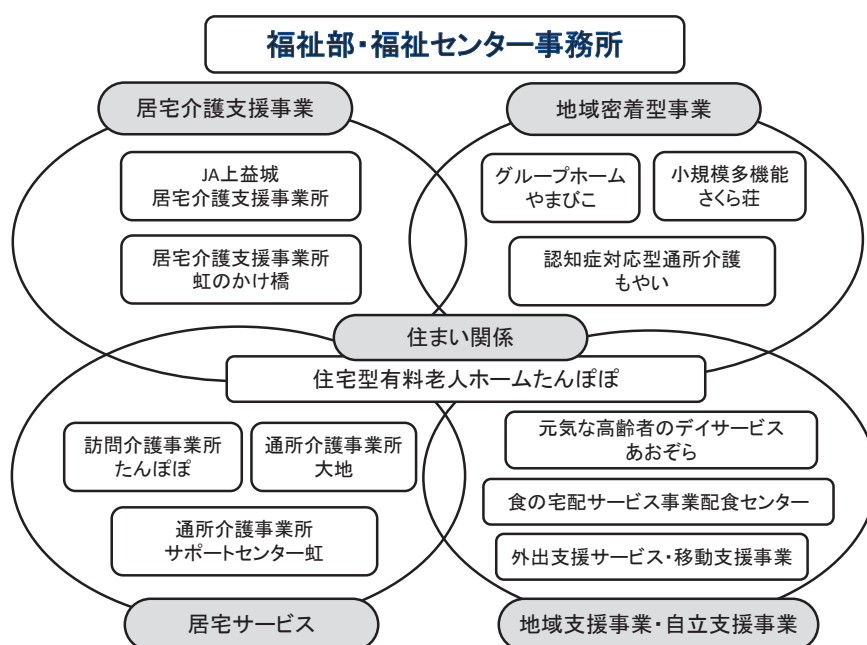 福祉部・福祉センター事務所
居宅介護支援事業
地域密着型事業
JA上益城
居宅介護支援事業所
居宅介護支援事業所
虹のかけ橋
グループホーム
やまびこ
小規模多機能
さくら荘
認知症対応型通所介護
もやい
住まい関係
住宅型有料老人ホームたんぽぽ
訪問介護事業所
たんぽぽ
通所介護事業所
大地
通所介護事業所
サポートセンター虹
元気な高齢者のデイサービス
あおぞら
食の宅配サービス事業配食センター
外出支援サービス・移動支援事業
居宅サービス
地域支援事業・自立支援事業